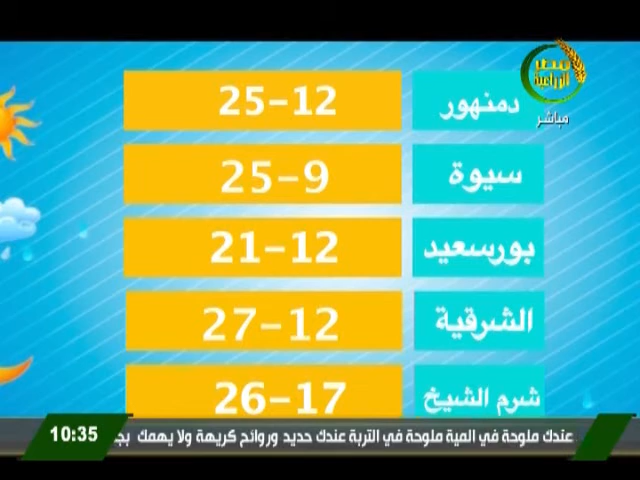 مصر
الزراعية
مباشر
دمنهور 25-12
سيوة 25-9
بورسعيد 21-12
الشرقية 27-12
شرم الشيخ 26-17
عندك ملوحة في المية ملوحة في التربة عندك حديد وروائح كريهة ولا يهمك
10:35